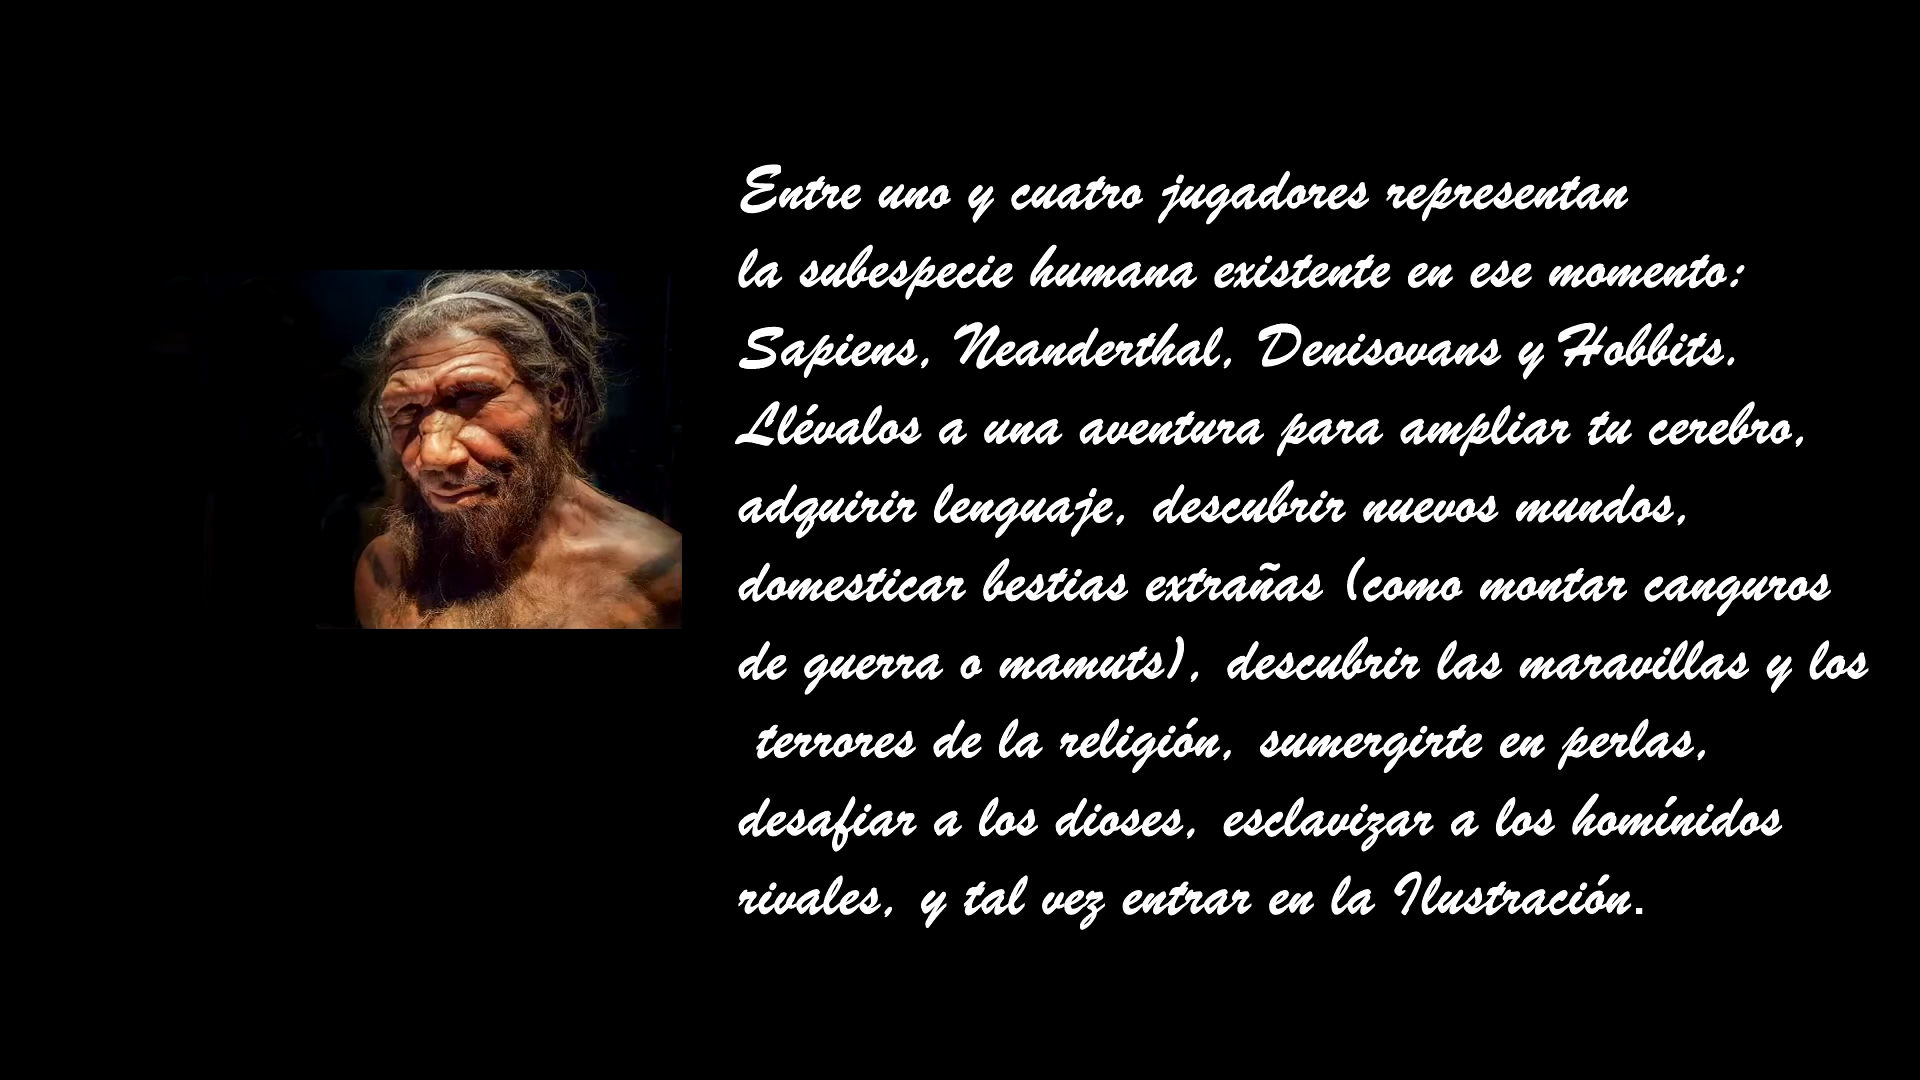 Entre uno y cuatro jugadores representan
la subespecie humana existente en ese momento:
Sapiens, Neanderthal, Denisovans y Hobbits.
Llévalos a una aventura para ampliar tu cerebro,
adquirir lenguaje, descubrir nuevos mundos,
domesticar bestias extrañas (como montar canguros
de guerra o mamuts), descubrir las maravillas y los
terrores de la religión, sumergirte en perlas,
desafiar a los dioses, esclavizar a los homínidos
rivales, y tal vez entrar en la Ilustración.